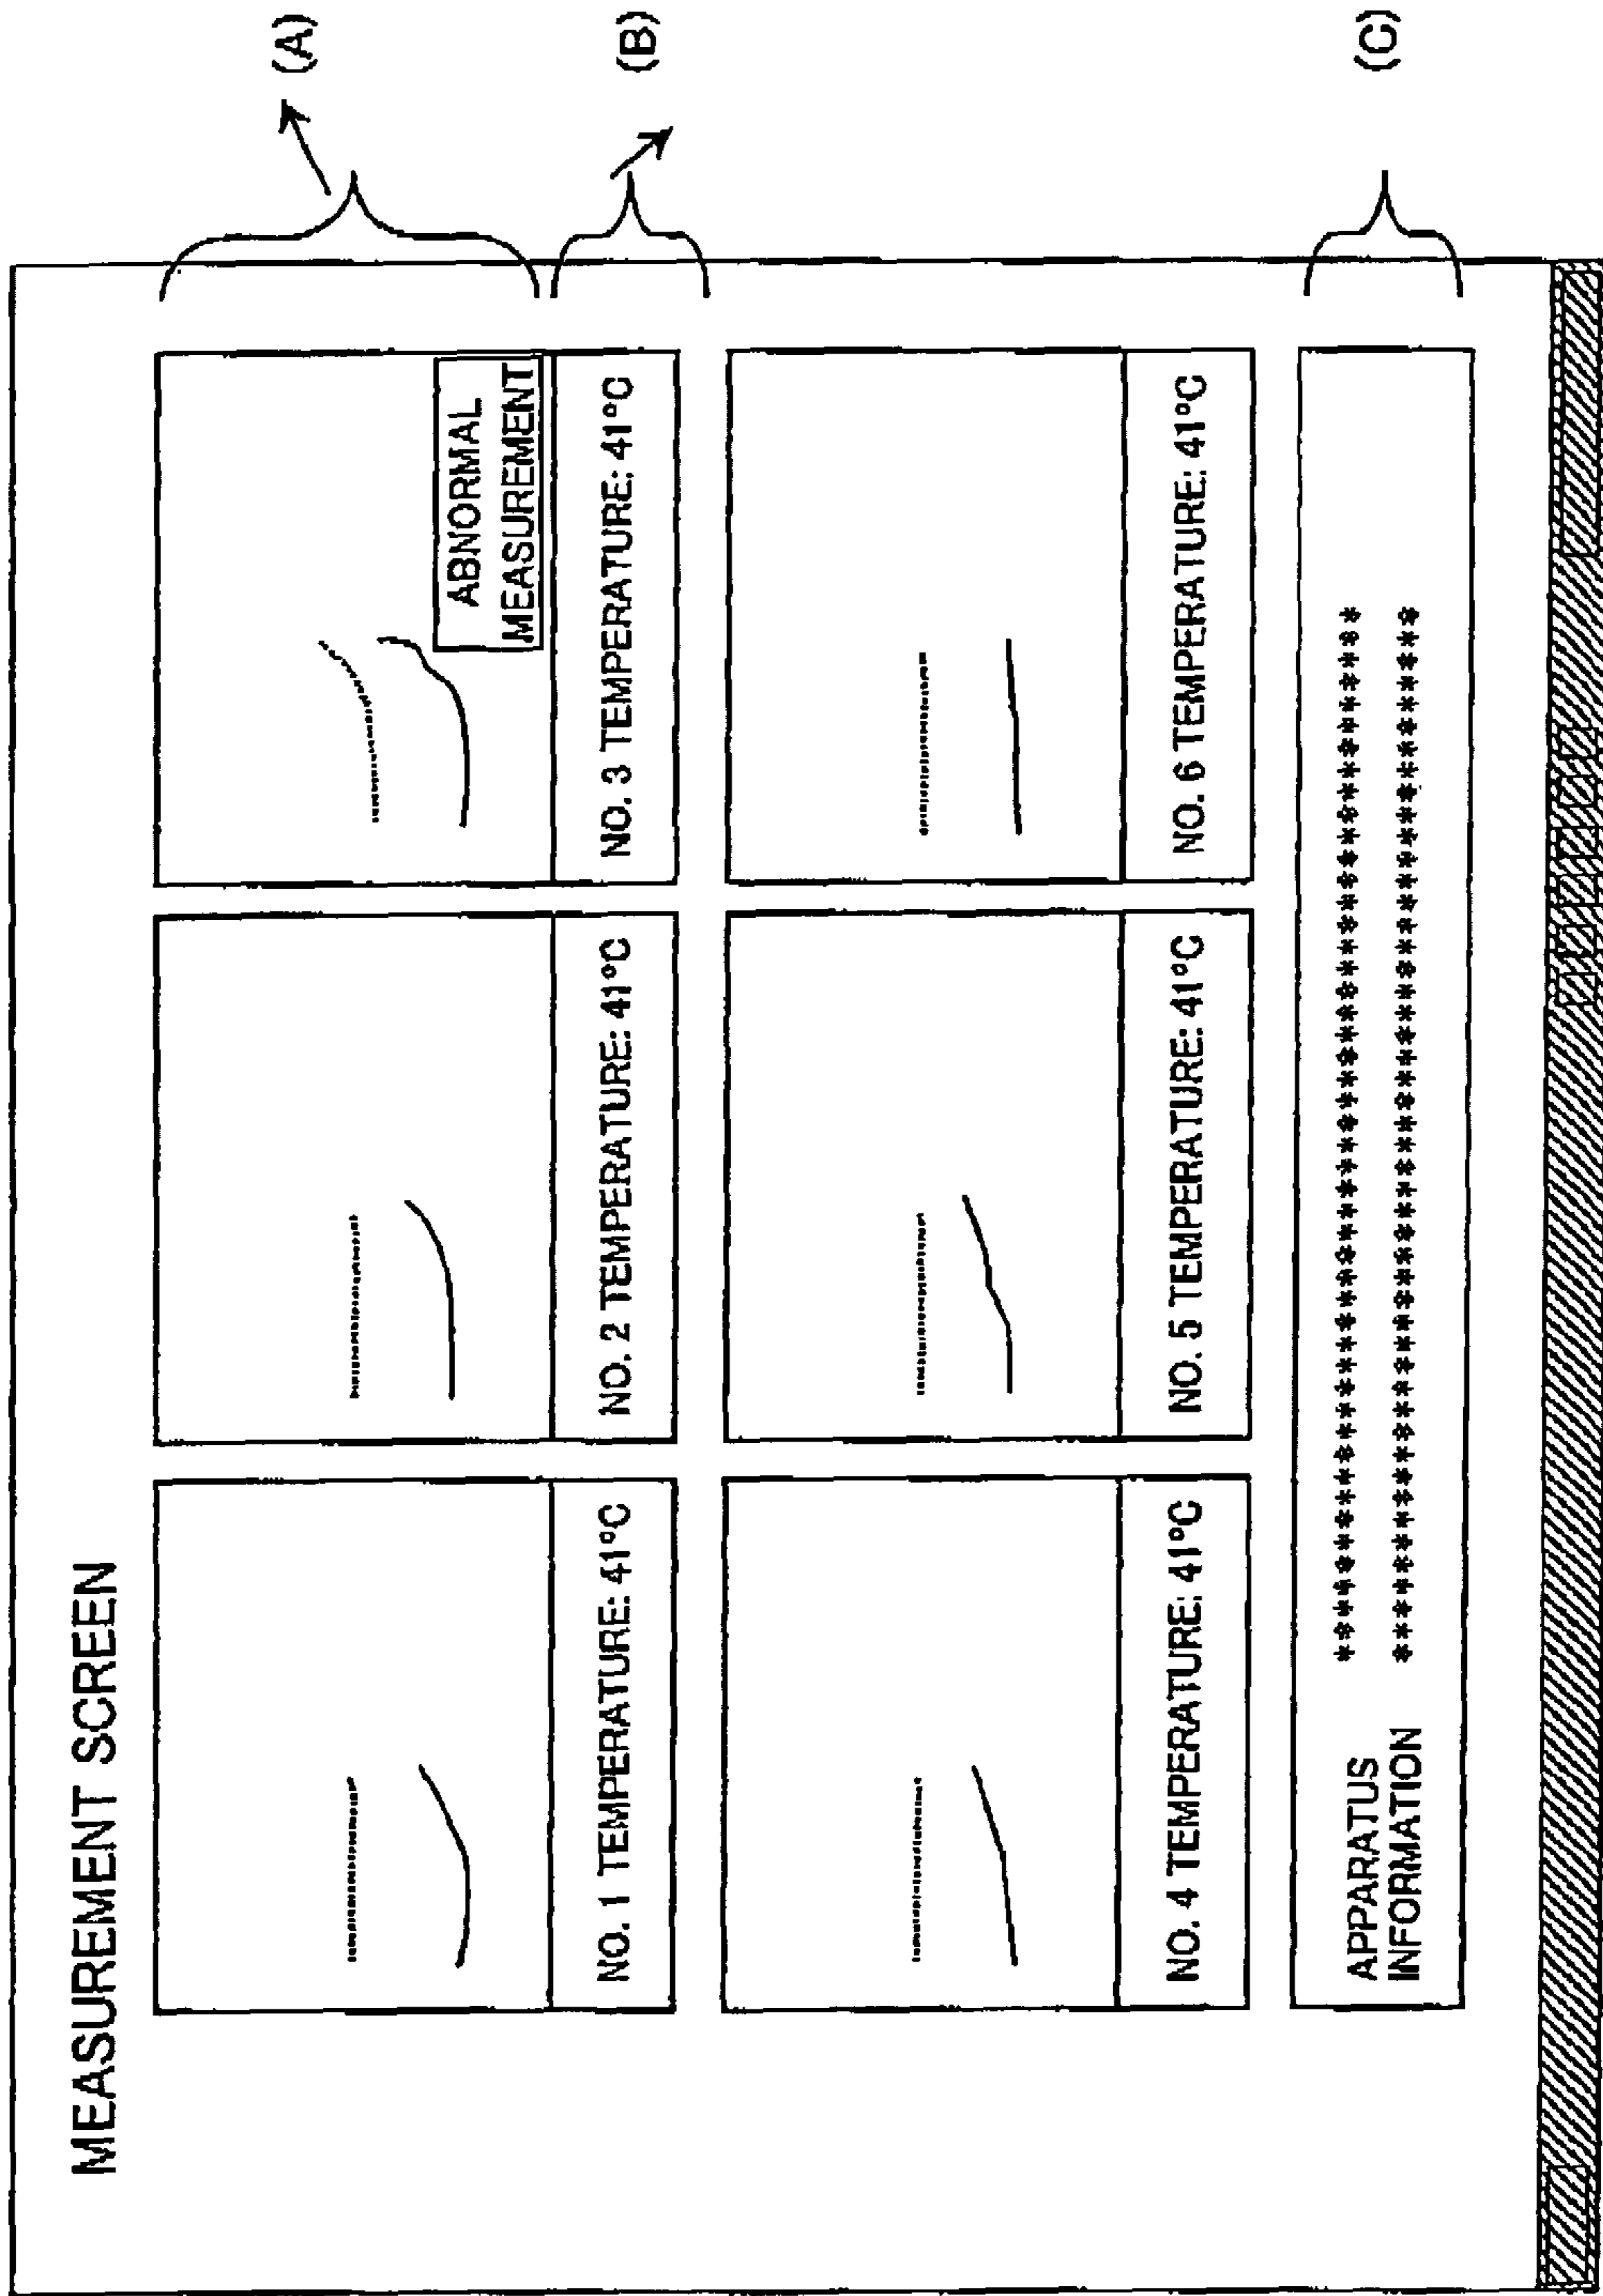 MEASUREMENT SCREEN
ABNORMAL
MEASUREMENT
(A)
NO. 1 TEMPERATURE: 41°C
NO. 2 TEMPERATURE: 41°C
NO. 3 TEMPERATURE: 41°C
(B)
NO. 4 TEMPERATURE: 41°C
NO. 5 TEMPERATURE: 41°C
NO. 6 TEMPERATURE: 41°C
APPARATUS
INFORMATION
(C)